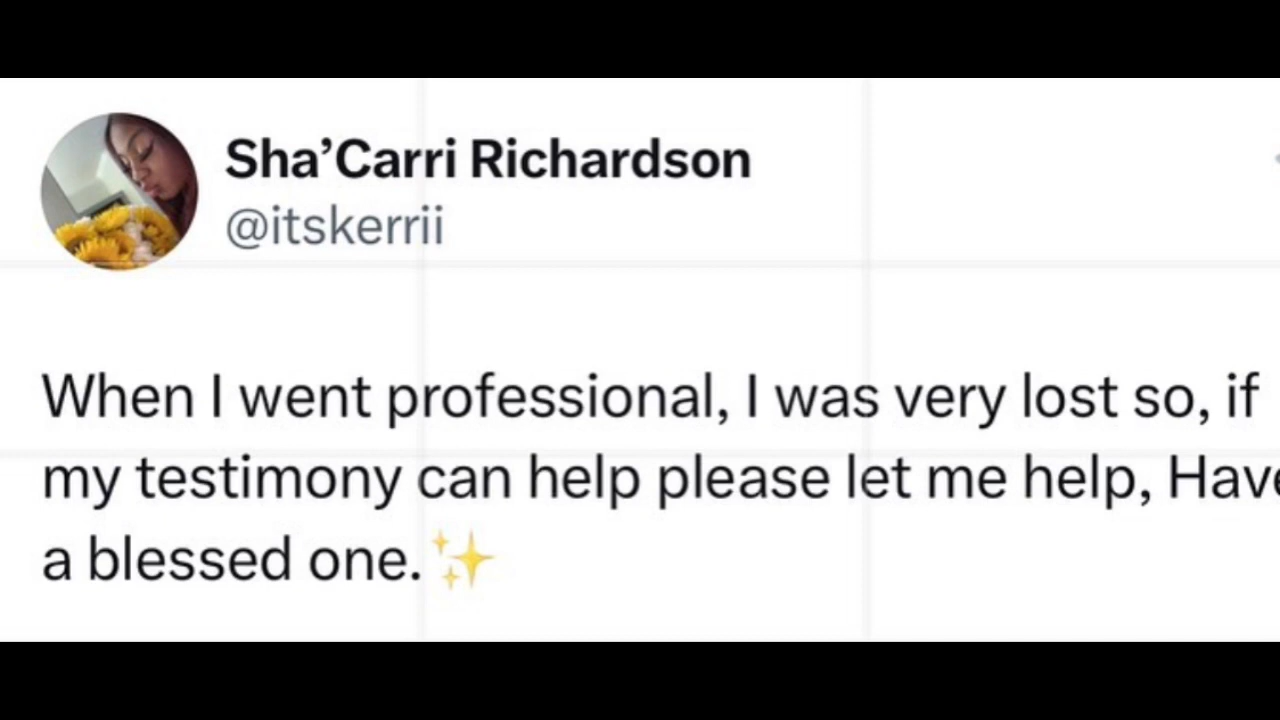 Sha’Carri Richardson
@itskerrii
When I went professional, I was very lost so, if
my testimony can help please let me help, Have
a blessed one. ✨